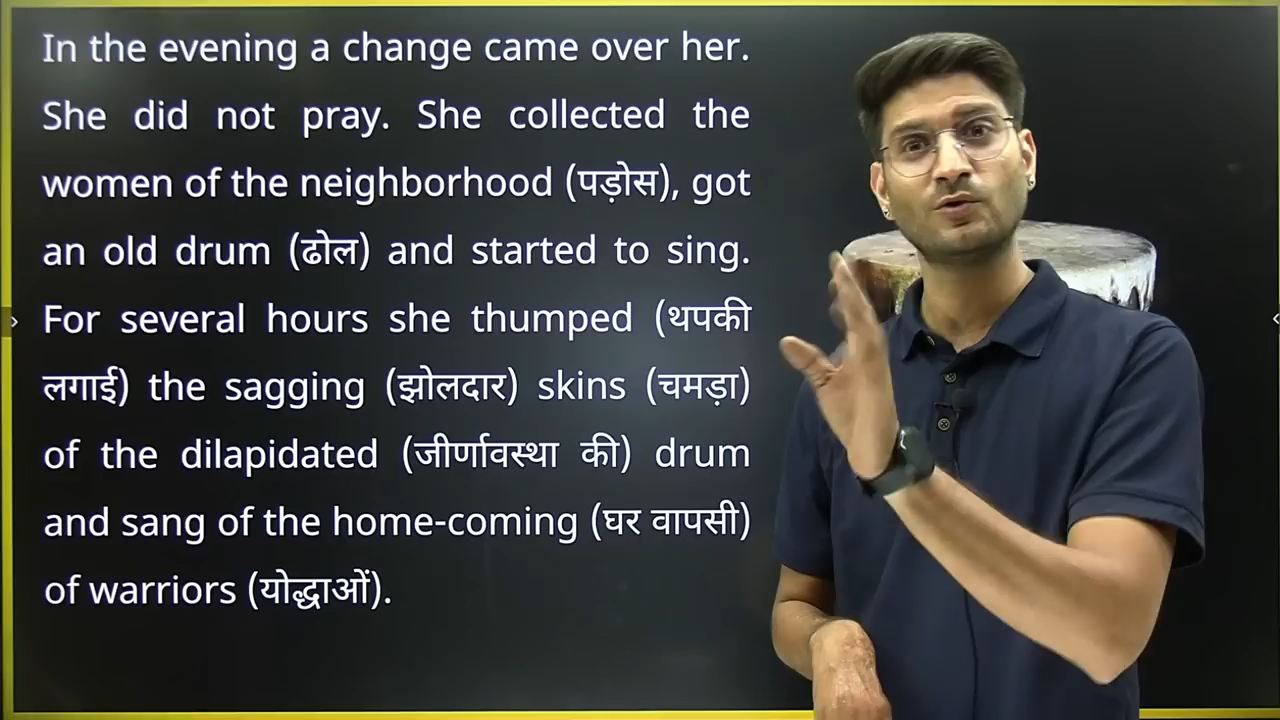 In the evening a change came over her.
She did not pray. She collected the
women of the neighborhood (पड़ोस), got
an old drum (ढोल) and started to sing.
For several hours she thumped (थपकी
लगाई) the sagging (झोलदार) skins (चमड़ा)
of the dilapidated (जीर्णावस्था की) drum
and sang of the home-coming (घर वापसी)
of warriors (योद्धाओं).